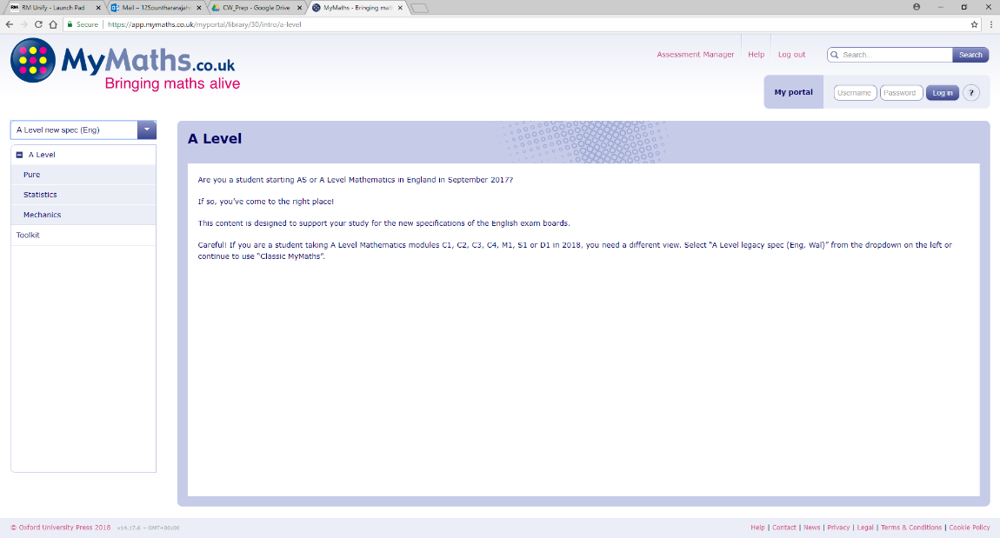 RM Unify - Launch Pad
Mail – 12Sounthararajah
CW_Prep - Google Drive
MyMaths - Bringing mat
Secure https://app.mymaths.co.uk/myportal/library/30/intro/a-level
MyMaths.co.uk
Bringing maths alive
Assessment Manager Help Log out Search... Search
My portal Username Password Log in ?
A Level new spec (Eng)
A Level
Pure
Statistics
Mechanics
Toolkit
A Level
Are you a student starting AS or A Level Mathematics in England in September 2017?
If so, you've come to the right place!
This content is designed to support your study for the new specifications of the English exam boards.
Careful! If you are a student taking A Level Mathematics modules C1, C2, C3, C4, M1, S1 or D1 in 2018, you need a different view. Select “A Level legacy spec (Eng, Wal)” from the dropdown on the left or
continue to use “Classic MyMaths”.
© Oxford University Press 2018 v14.17.6 – GMT+00:00
Help | Contact | News | Privacy | Legal | Terms & Conditions | Cookie Policy